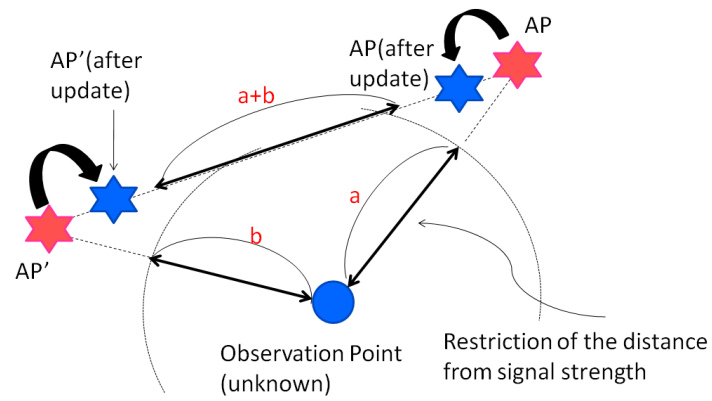 AP
AP'(after
update)
AP(after
update)
a+b
a
b
AP'
Observation Point
(unknown)
Restriction of the distance
from signal strength